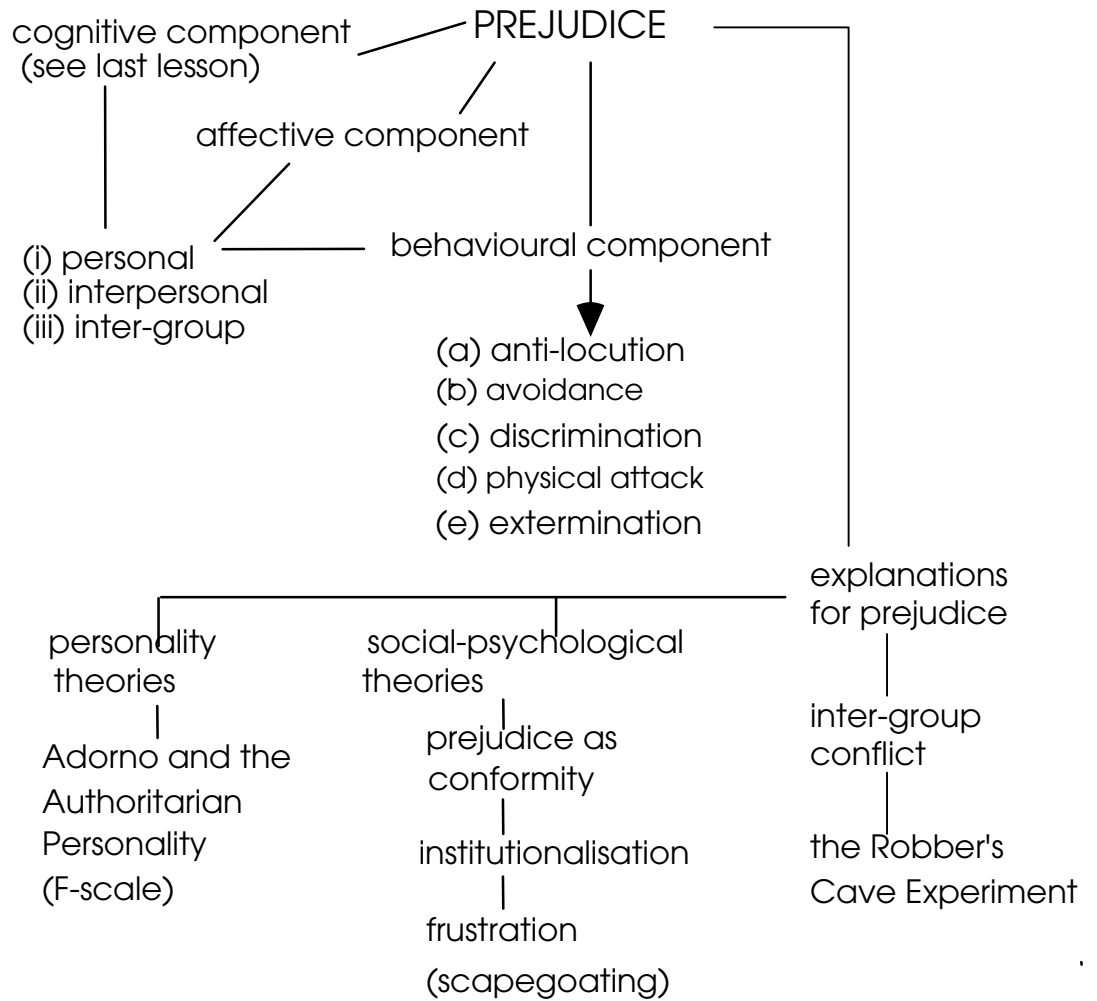 PREJUDICE
cognitive component
(see last lesson)
affective component
behavioural component
(i) personal
(ii) interpersonal
(iii) inter-group
(a) anti-locution
(b) avoidance
(c) discrimination
(d) physical attack
(e) extermination
explanations
for prejudice
personality
theories
Adorno and the
Authoritarian
Personality
(F-scale)
social-psychological
theories
prejudice as
conformity
institutionalisation
frustration
(scapegoating)
inter-group
conflict
the Robber's
Cave Experiment